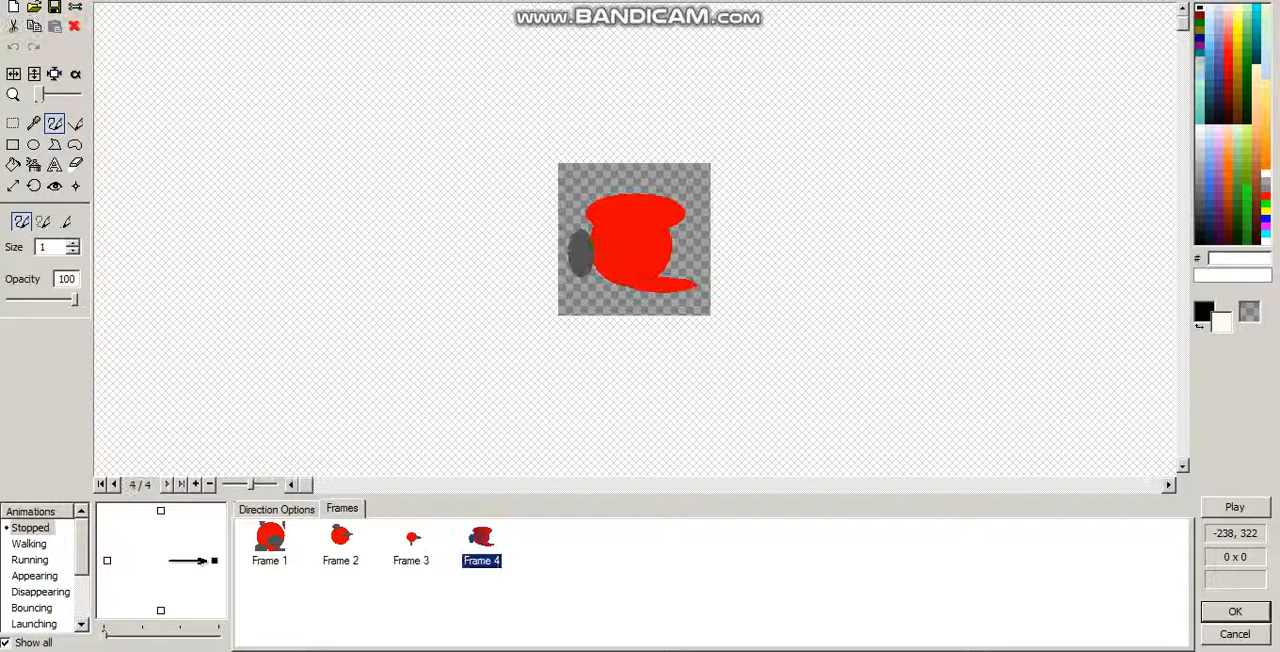 www.BANDICAM.com
Size 1
Opacity 100
#
4/4
Animations
Stopped
Walking
Running
Appearing
Disappearing
Bouncing
Launching
Show all
Direction Options Frames
Frame 1 Frame 2 Frame 3 Frame 4
Play
-238, 322
0 x 0
OK
Cancel